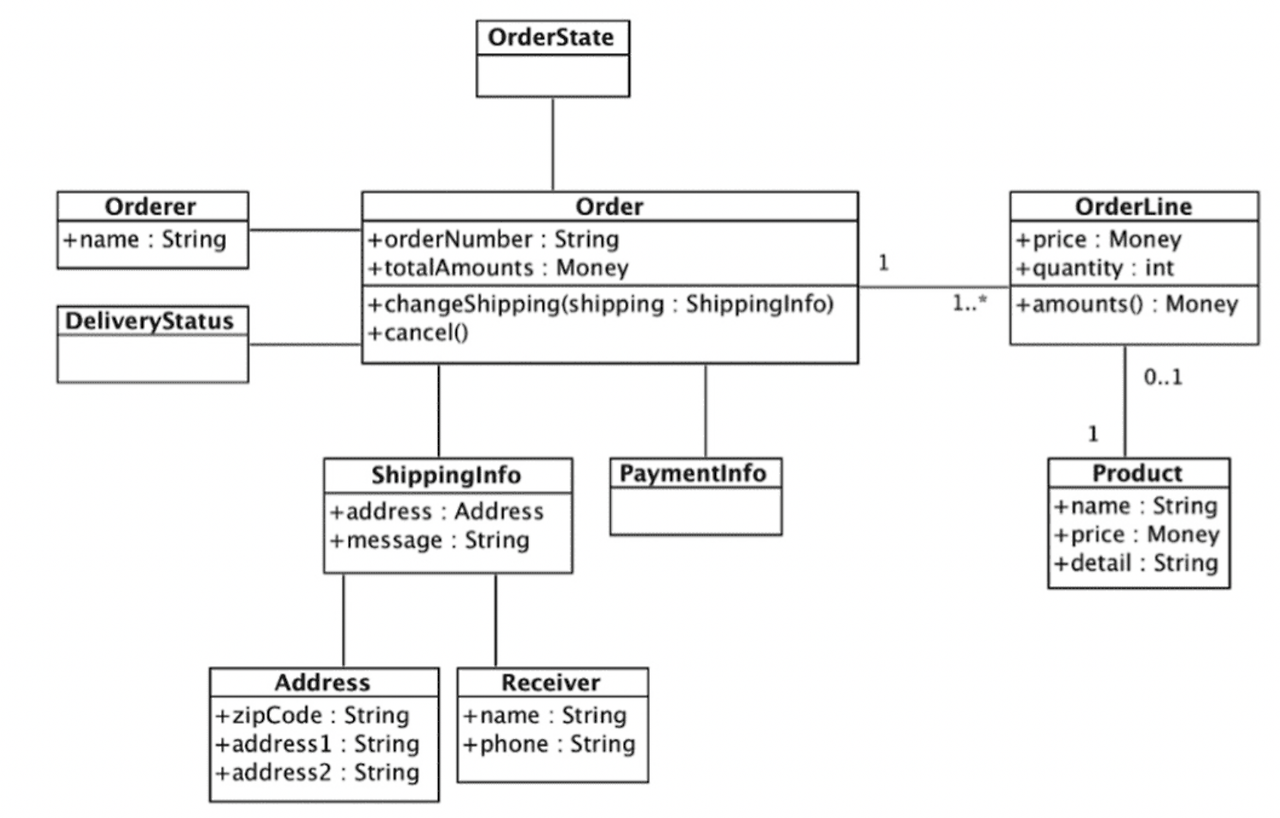 OrderState
Orderer
+name : String
Order
+orderNumber : String
+totalAmounts : Money
+changeShipping(shipping : ShippingInfo)
+cancel()
1
1..*
OrderLine
+price : Money
+quantity : int
+amounts() : Money
DeliveryStatus
0..1
1
ShippingInfo
+address : Address
+message : String
PaymentInfo
Product
+name : String
+price : Money
+detail : String
Address
+zipCode : String
+address1 : String
+address2 : String
Receiver
+name : String
+phone : String